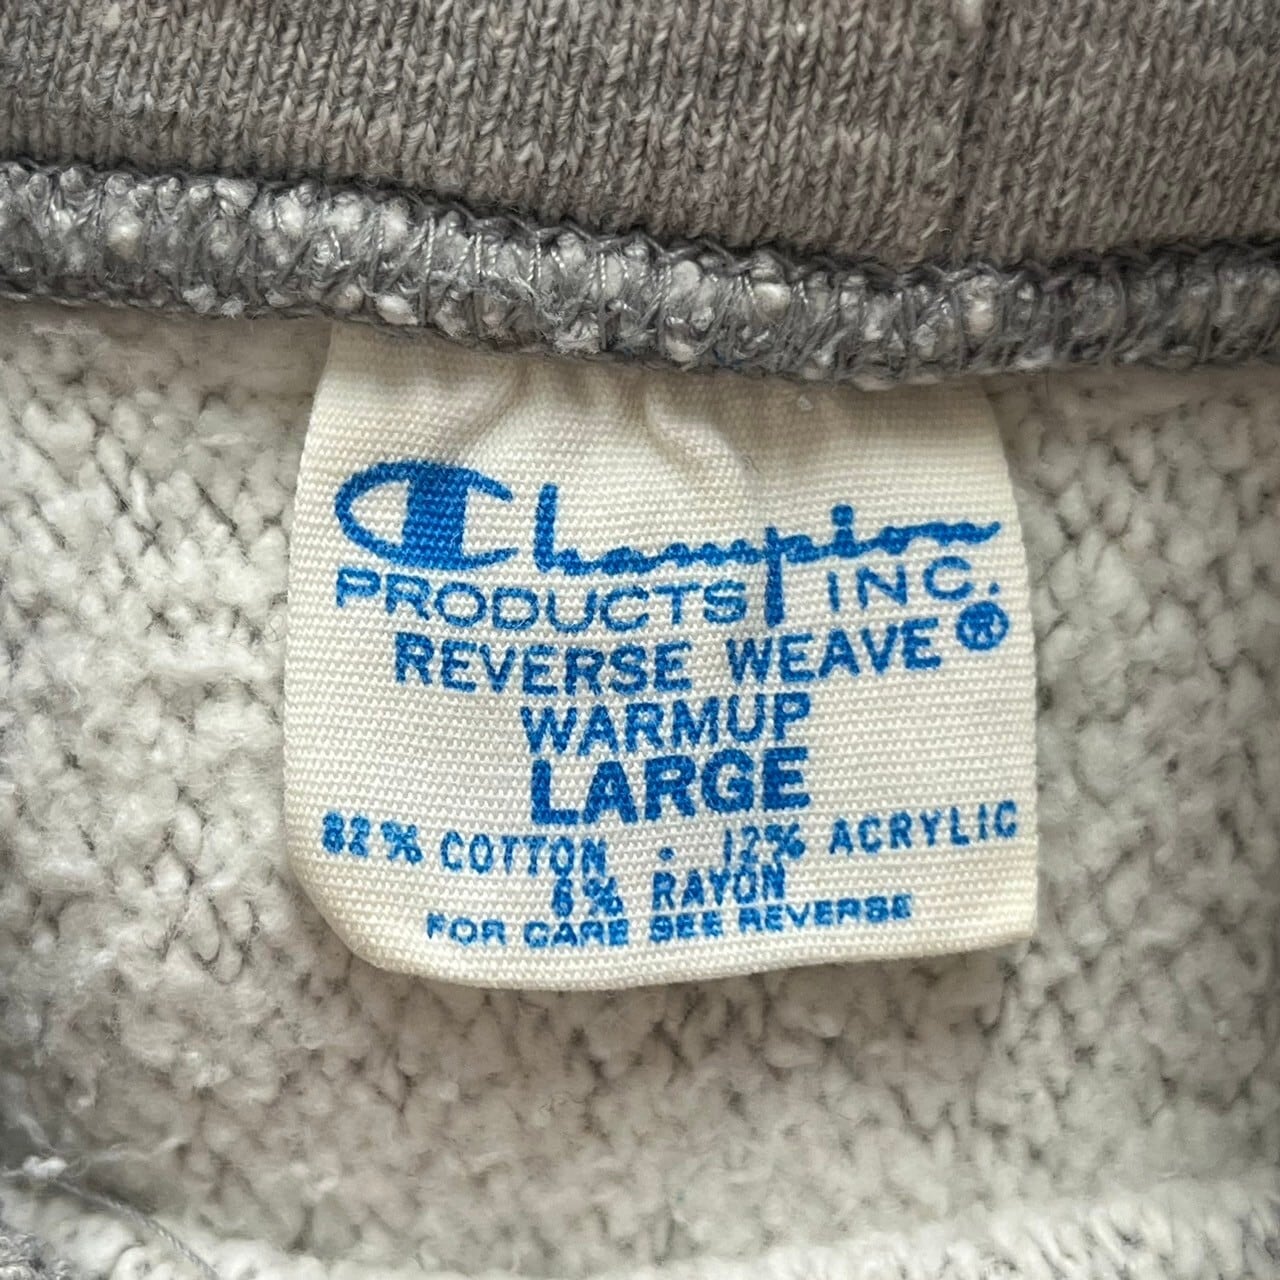 Champion
PRODUCTS INC.
REVERSE WEAVE ®
WARMUP
LARGE
82% COTTON · 12% ACRYLIC
6% RAYON
FOR CARE SEE REVERSE